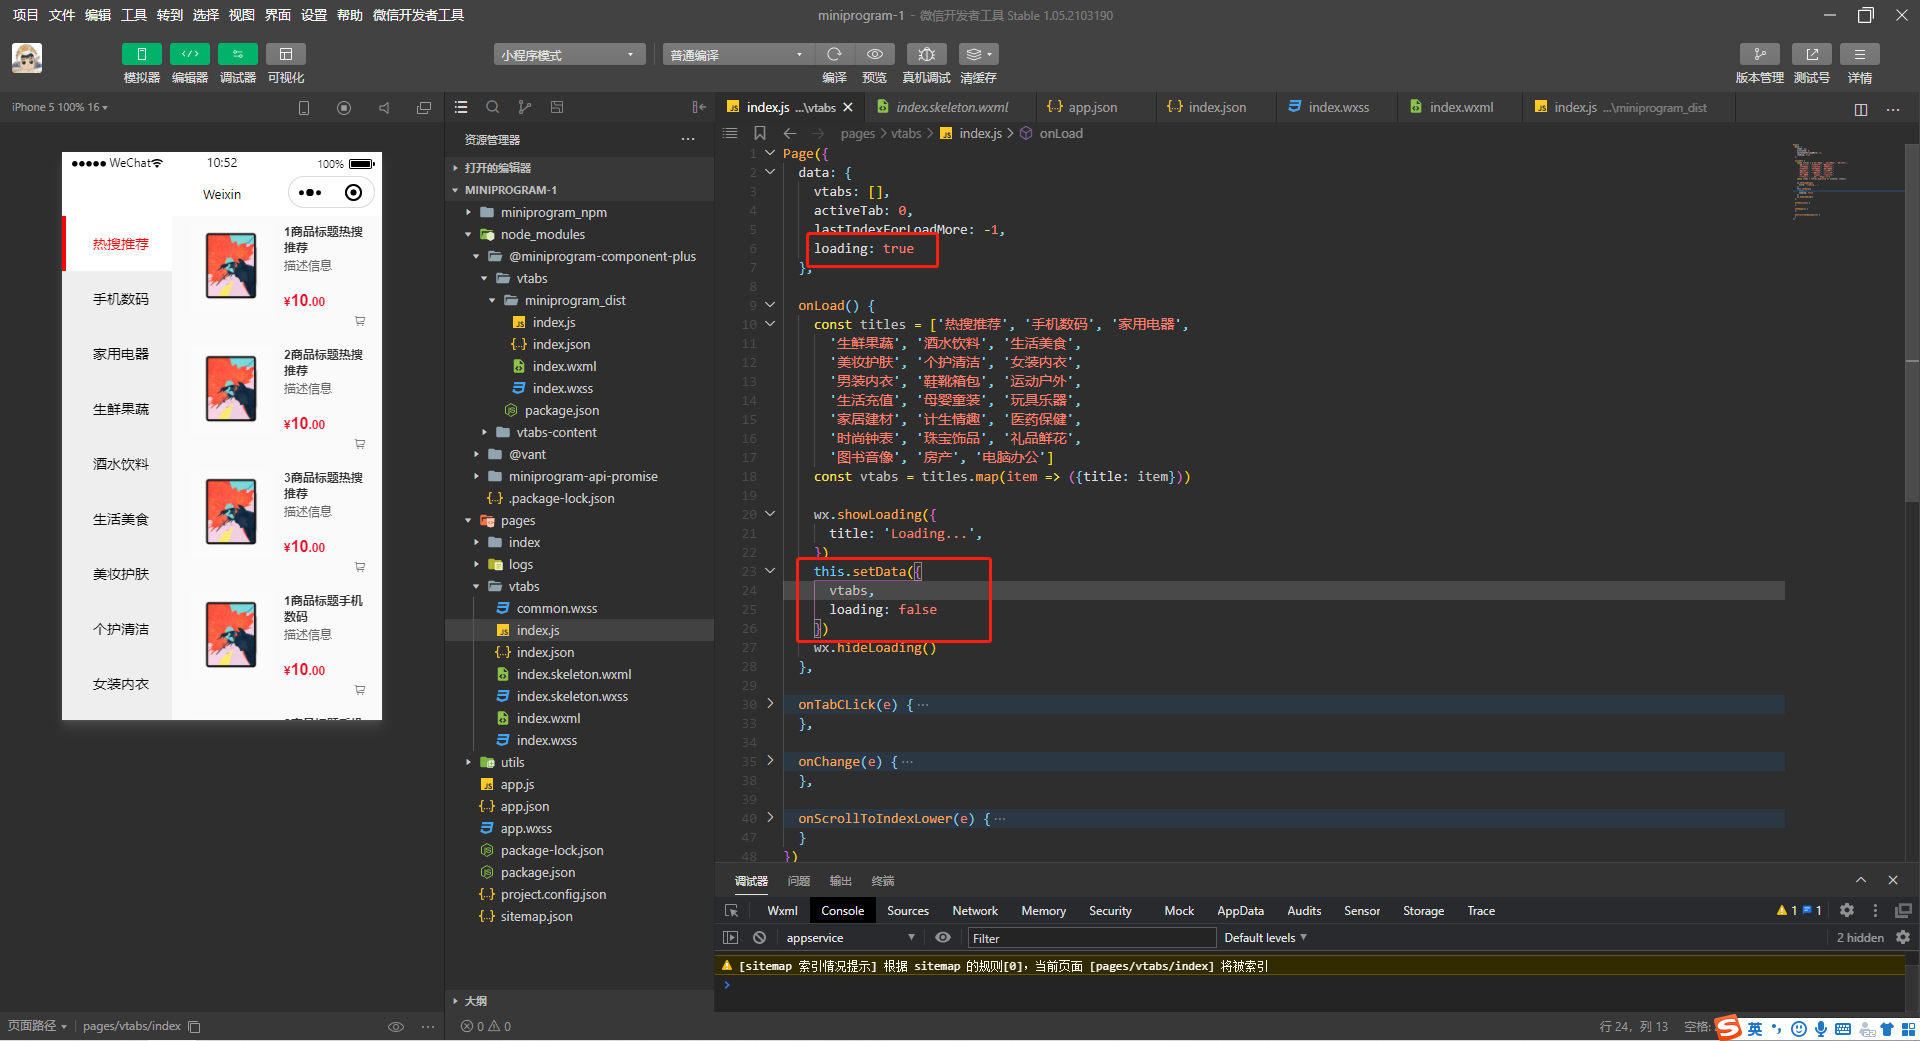 项目 文件 编辑 工具 转到 选择 视图 界面 设置 帮助 微信开发者工具
miniprogram-1 - 微信开发者工具 Stable 1.05.2103190
小程序模式
普通编译
模拟器 编辑器 调试器 可视化
编译 预览 真机调试 清缓存
版本管理 测试号 详情
iPhone 5 100% 16
WeChat
10:52
100%
Weixin
热搜推荐
手机数码
家用电器
生鲜果蔬
酒水饮料
生活美食
美妆护肤
个护清洁
女装内衣
1商品标题热搜
推荐
描述信息
¥10.00
2商品标题热搜
推荐
描述信息
¥10.00
3商品标题热搜
推荐
描述信息
¥10.00
1商品标题手机
数码
描述信息
¥10.00
页面路径
pages/vtabs/index
资源管理器
打开的编辑器
MINIPROGRAM-1
miniprogram_npm
node_modules
@miniprogram-component-plus
vtabs
miniprogram_dist
index.js
index.json
index.wxml
index.wxss
package.json
vtabs-content
@vant
miniprogram-api-promise
.package-lock.json
pages
index
logs
vtabs
common.wxss
index.js
index.json
index.skeleton.wxml
index.skeleton.wxss
index.wxml
index.wxss
utils
app.js
app.json
app.wxss
package-lock.json
package.json
project.config.json
sitemap.json
大纲
0 0
index.js ...\vtabs
index.skeleton.wxml
app.json
index.json
index.wxss
index.wxml
index.js ...\miniprogram_dist
pages > vtabs > index.js > onLoad
1 Page({
2 data: {
3 vtabs: [],
4 activeTab: 0,
5 lastIndexForLoadMore: -1,
6 loading: true
7 },
8
9 onLoad() {
10 const titles = ['热搜推荐', '手机数码', '家用电器',
11 '生鲜果蔬', '酒水饮料', '生活美食',
12 '美妆护肤', '个护清洁', '女装内衣',
13 '男装内衣', '鞋靴箱包', '运动户外',
14 '生活充值', '母婴童装', '玩具乐器',
15 '家居建材', '计生情趣', '医药保健',
16 '时尚钟表', '珠宝饰品', '礼品鲜花',
17 '图书音像', '房产', '电脑办公']
18 const vtabs = titles.map(item => ({title: item}))
19
20 wx.showLoading({
21 title: 'Loading...',
22 })
23 this.setData({
24 vtabs,
25 loading: false
26 })
27 wx.hideLoading()
28 },
29
30 onTabCLick(e) {···
33 },
34
35 onChange(e) {···
38 },
39
40 onScrollToIndexLower(e) {···
47 }
48 })
调试器 问题 输出 终端
Wxml Console Sources Network Memory Security Mock AppData Audits Sensor Storage Trace
1 1
appservice
Filter
Default levels
2 hidden
[sitemap 索引情况提示] 根据 sitemap 的规则[0]，当前页面 [pages/vtabs/index] 将被索引
行 24，列 13
空格:
英